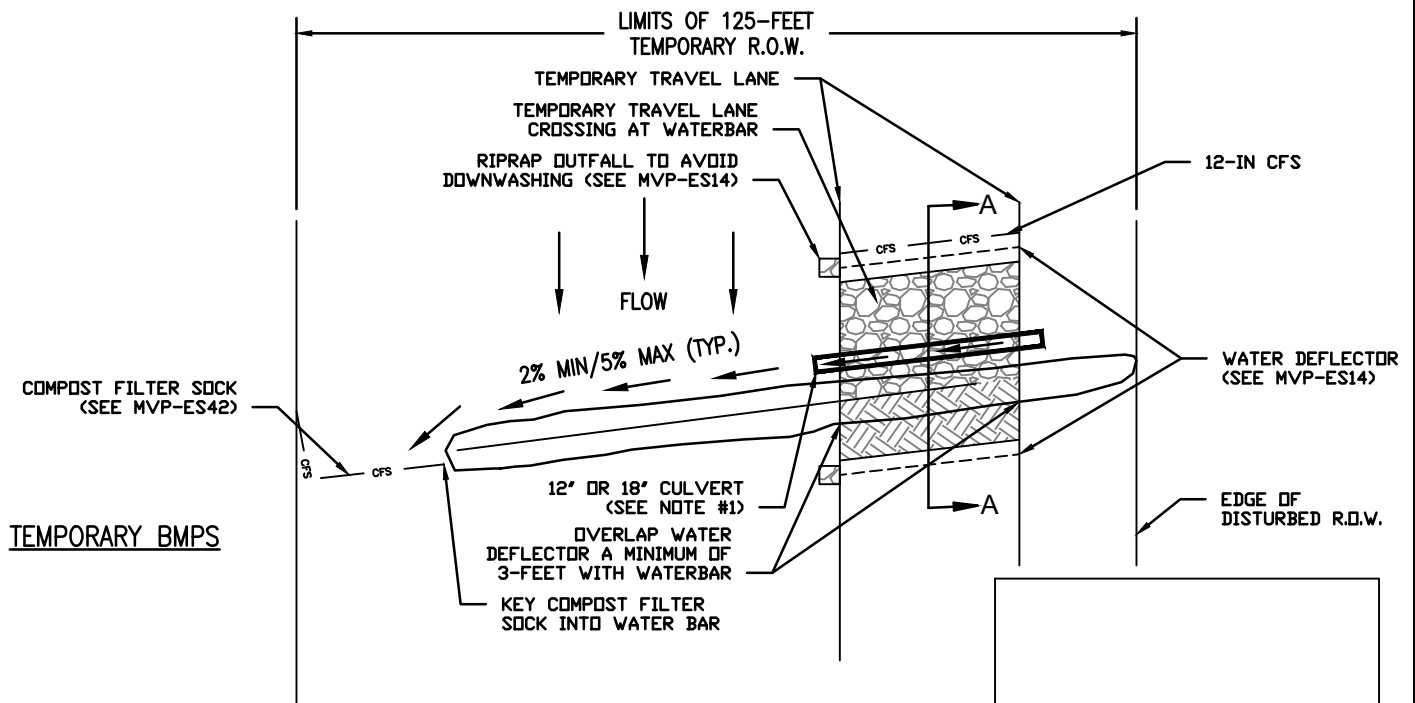 LIMITS OF 125-FEET
TEMPORARY R.O.W.
TEMPORARY TRAVEL LANE
TEMPORARY TRAVEL LANE
CROSSING AT WATERBAR
RIPRAP OUTFALL TO AVOID
DOWNWASHING (SEE MVP-ES14)
12-IN CFS
A
CFS
CFS
FLOW
2% MIN/5% MAX (TYP.)
WATER DEFLECTOR
(SEE MVP-ES14)
COMPOST FILTER SOCK
(SEE MVP-ES42)
CFS
CFS
12" OR 18" CULVERT
(SEE NOTE #1)
A
EDGE OF
DISTURBED R.O.W.
TEMPORARY BMPS
OVERLAP WATER
DEFLECTOR A MINIMUM OF
3-FEET WITH WATERBAR
KEY COMPOST FILTER
SOCK INTO WATER BAR